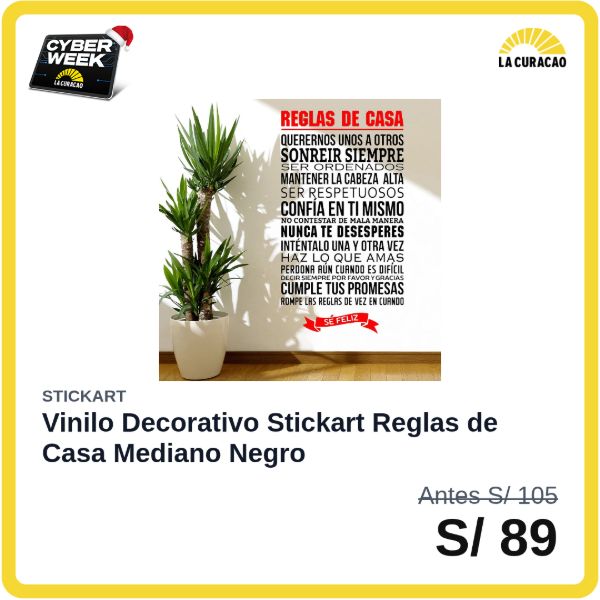 CYBER
WEEK
LA CURACAO
LA CURACAO
REGLAS DE CASA
QUERERNOS UNOS A OTROS
SONREIR SIEMPRE
SER ORDENADOS
MANTENER LA CABEZA ALTA
SER RESPETUOSOS
CONFÍA EN TI MISMO
NO CONTESTAR DE MALA MANERA
NUNCA TE DESESPERES
INTÉNTALO UNA Y OTRA VEZ
HAZ LO QUE AMAS
PERDONA AÚN CUANDO ES DIFÍCIL
DECIR SIEMPRE POR FAVOR Y GRACIAS
CUMPLE TUS PROMESAS
ROMPE LAS REGLAS DE VEZ EN CUANDO
SÉ FELIZ
STICKART
Vinilo Decorativo Stickart Reglas de
Casa Mediano Negro
Antes S/ 105
S/ 89